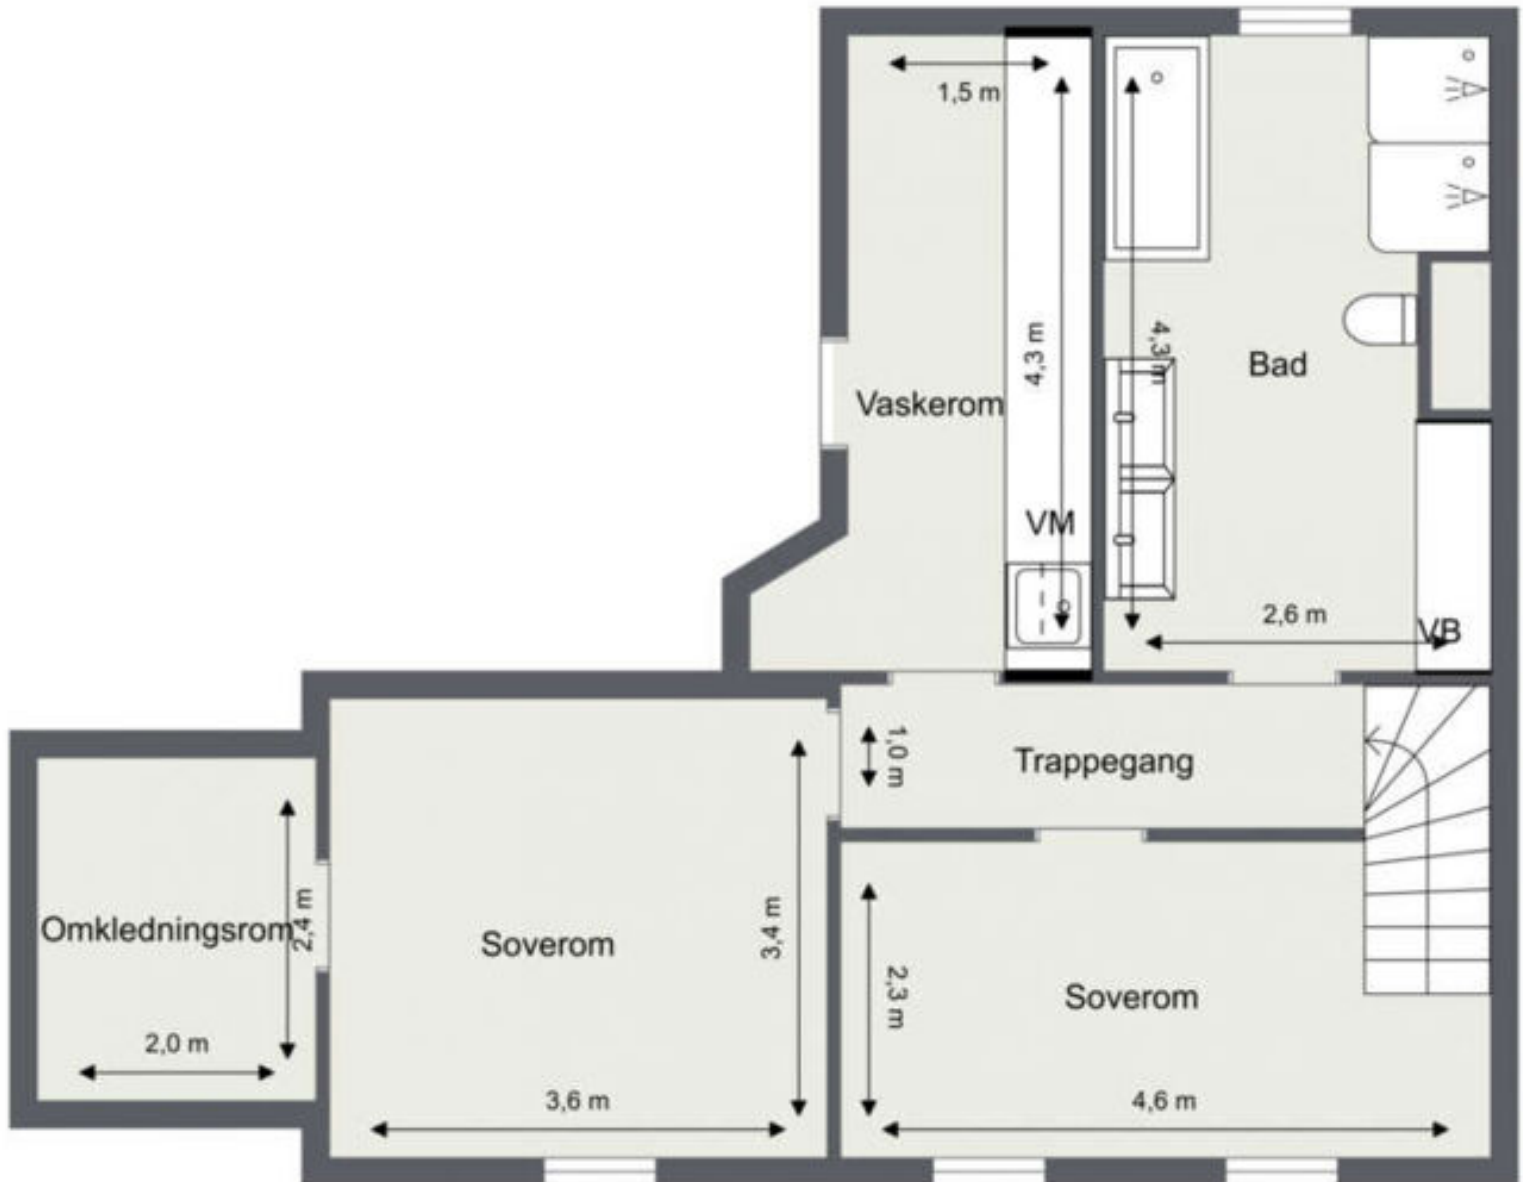 1,5 m
4,3 m
4,3 m
Bad
Vaskerom
VM
2,6 m
VB
1,0 m
Trappegang
Omkledningsrom
2,4 m
Soverom
3,4 m
2,3 m
Soverom
2,0 m
3,6 m
4,6 m